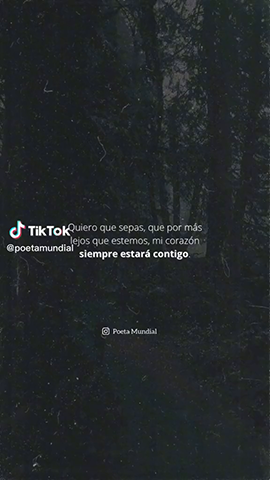 Quiero que sepas, que por más
lejos que estemos, mi corazón
siempre estará contigo.
TikTok
@poetamundial
Poeta Mundial